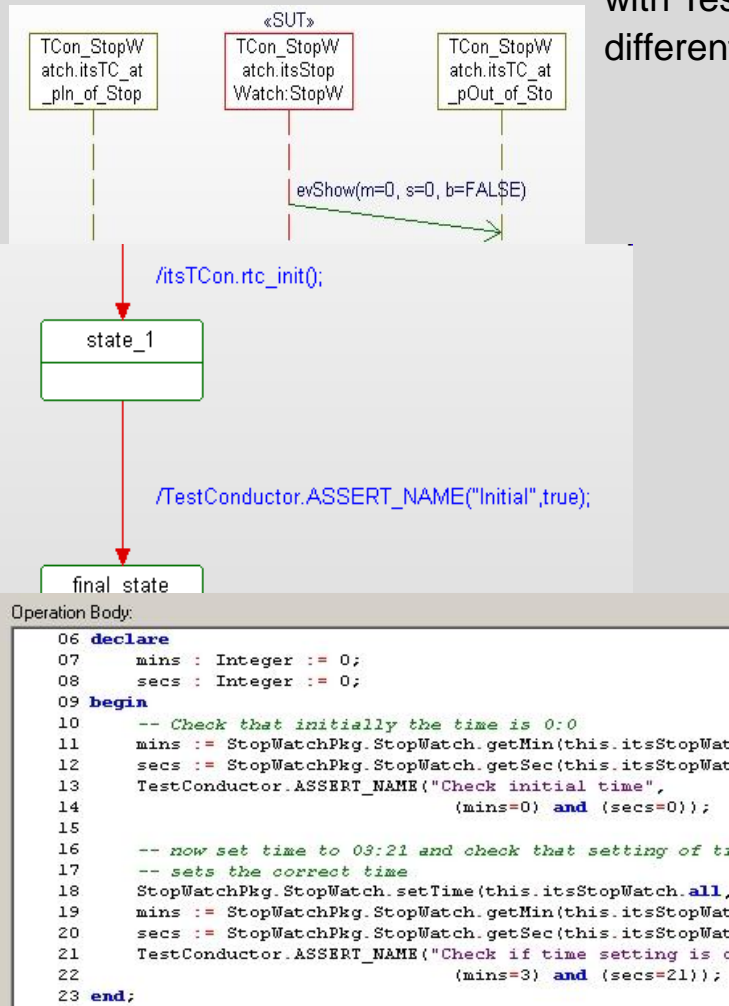 with Tes
different
«SUT»
TCon_StopW
atch.itsTC_at
_pIn_of_Stop
TCon_StopW
atch.itsStop
Watch:StopW
TCon_StopW
atch.itsTC_at
_pOut_of_Sto
evShow(m=0, s=0, b=FALSE)
/itsTCon.rtc_init();
state_1
/TestConductor.ASSERT_NAME("Initial",true);
final_state
Operation Body:
06 declare
07 mins : Integer := 0;
08 secs : Integer := 0;
09 begin
10 -- Check that initially the time is 0:0
11 mins := StopWatchPkg.StopWatch.getMin(this.itsStopWat
12 secs := StopWatchPkg.StopWatch.getSec(this.itsStopWat
13 TestConductor.ASSERT_NAME("Check initial time",
14 (mins=0) and (secs=0));
15
16 -- now set time to 03:21 and check that setting of ti
17 -- sets the correct time
18 StopWatchPkg.StopWatch.setTime(this.itsStopWatch.all,
19 mins := StopWatchPkg.StopWatch.getMin(this.itsStopWat
20 secs := StopWatchPkg.StopWatch.getSec(this.itsStopWat
21 TestConductor.ASSERT_NAME("Check if time setting is c
22 (mins=3) and (secs=21));
23 end;